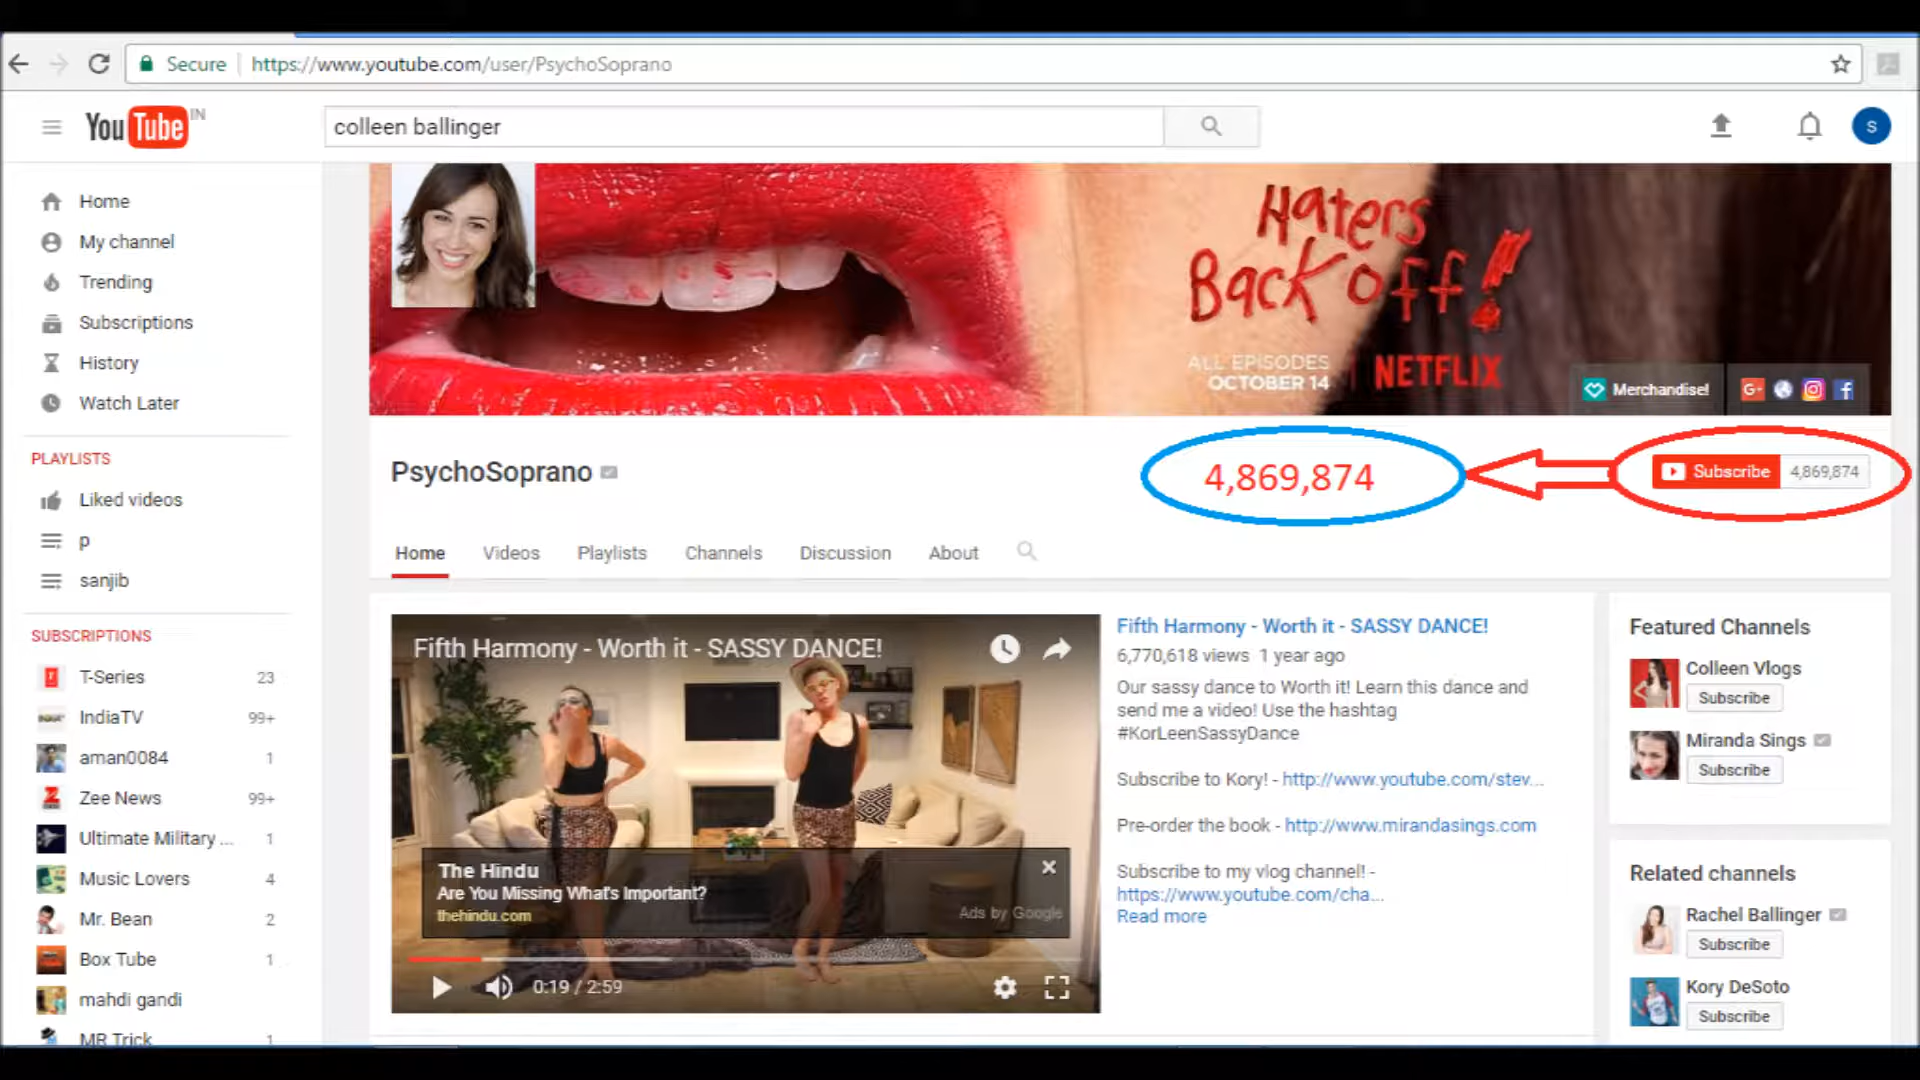 Secure https://www.youtube.com/user/PsychoSoprano
YouTube IN
colleen ballinger
S
Home
My channel
Trending
Subscriptions
History
Watch Later
PLAYLISTS
Liked videos
p
sanjib
SUBSCRIPTIONS
T-Series 23
IndiaTV 99+
aman0084 1
Zee News 99+
Ultimate Military ... 1
Music Lovers 4
Mr. Bean 2
Box Tube 1
mahdi gandi
MR Trick 1
Haters
Back off!
ALL EPISODES
OCTOBER 14
NETFLIX
Merchandise!
G+
PsychoSoprano
4,869,874
Subscribe 4,869,874
Home Videos Playlists Channels Discussion About
Fifth Harmony - Worth it - SASSY DANCE!
The Hindu
Are You Missing What's Important?
thehindu.com
Ads by Google
0:19 / 2:59
Fifth Harmony - Worth it - SASSY DANCE!
6,770,618 views 1 year ago
Our sassy dance to Worth it! Learn this dance and
send me a video! Use the hashtag
#KorLeenSassyDance
Subscribe to Kory! - http://www.youtube.com/stev...
Pre-order the book - http://www.mirandasings.com
Subscribe to my vlog channel! -
https://www.youtube.com/cha...
Read more
Featured Channels
Colleen Vlogs
Subscribe
Miranda Sings
Subscribe
Related channels
Rachel Ballinger
Subscribe
Kory DeSoto
Subscribe